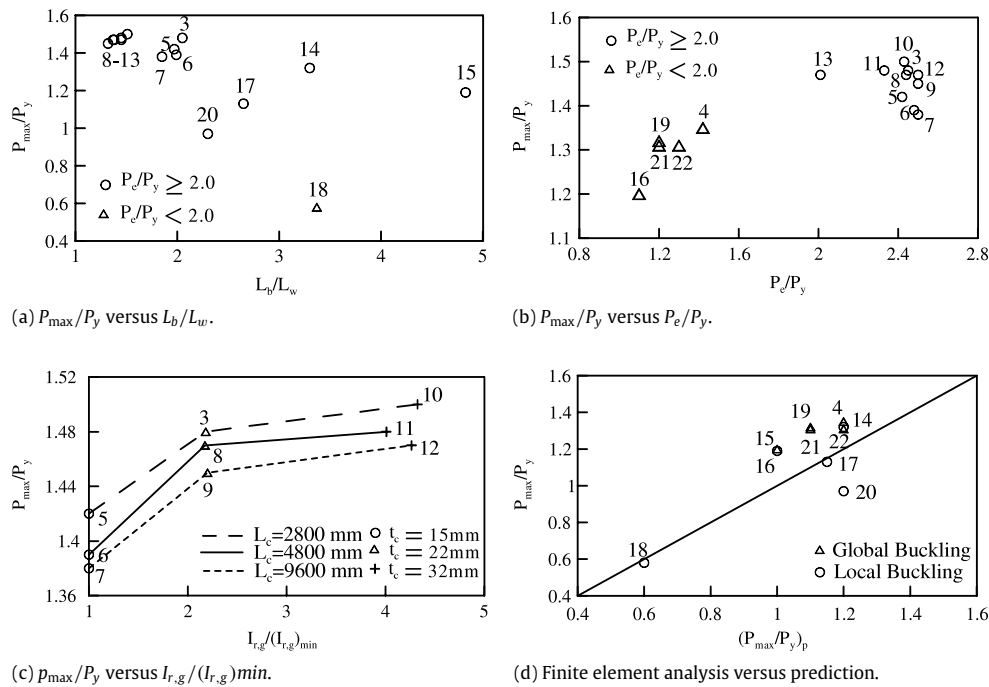 1.6
1.4
1.2
1
0.8
0.6
0.4
P_max/P_y
3
5
6
7
8-13
14
15
17
20
18
P_e/P_y ≥ 2.0
P_e/P_y < 2.0
1 2 3 4 5
L_b/L_w
(a) P_max/P_y versus L_b/L_w.
1.6
1.5
1.4
1.3
1.2
1.1
P_max/P_y
P_e/P_y ≥ 2.0
P_e/P_y < 2.0
10
13 11 3 12
8 9
5
6 7
4
19
21 22
16
0.8 1.2 1.6 2 2.4 2.8
P_e/P_y
(b) P_max/P_y versus P_e/P_y.
1.52
1.48
1.44
1.4
1.36
P_max/P_y
10
3
11
8
12
9
5
6
7
L_c=2800 mm t_c = 15mm
L_c=4800 mm t_c = 22mm
L_c=9600 mm t_c = 32mm
1 2 3 4 5
I_r,g/(I_r,g)_min
(c) p_max/P_y versus I_r,g/(I_r,g)min.
1.6
1.4
1.2
1
0.8
0.6
0.4
P_max/P_y
4
19 14
15 21 22
16 17
20
18
Global Buckling
Local Buckling
0.4 0.6 0.8 1 1.2 1.4 1.6
(P_max/P_y)_p
(d) Finite element analysis versus prediction.